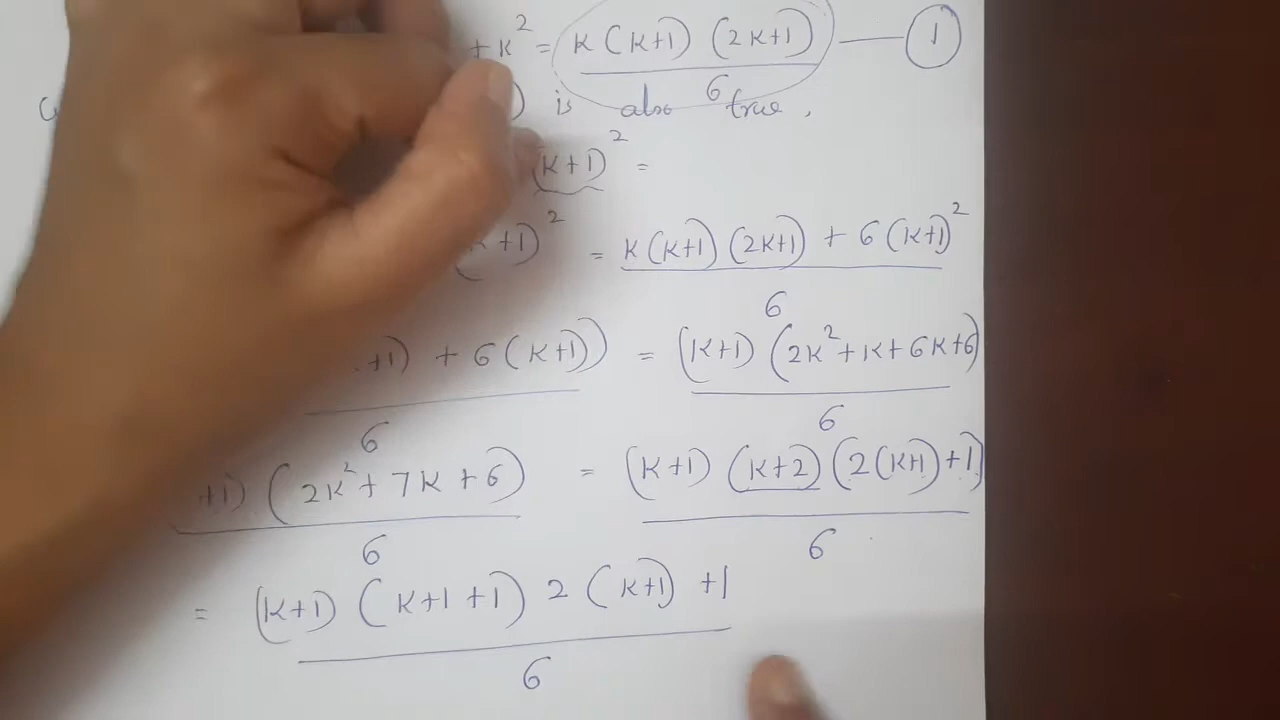 + k² = k(k+1) (2k+1) / 6 —— 1
) is also true.
(k+1)² =
+1)² = k(k+1)(2k+1) + 6(k+1)² / 6
+1) + 6(k+1)) / 6 = (k+1)(2k²+k+6k+6) / 6
+1)(2k²+7k+6) / 6 = (k+1)(k+2)(2(k+1)+1) / 6
= (k+1)(k+1+1) 2(k+1) +1 / 6